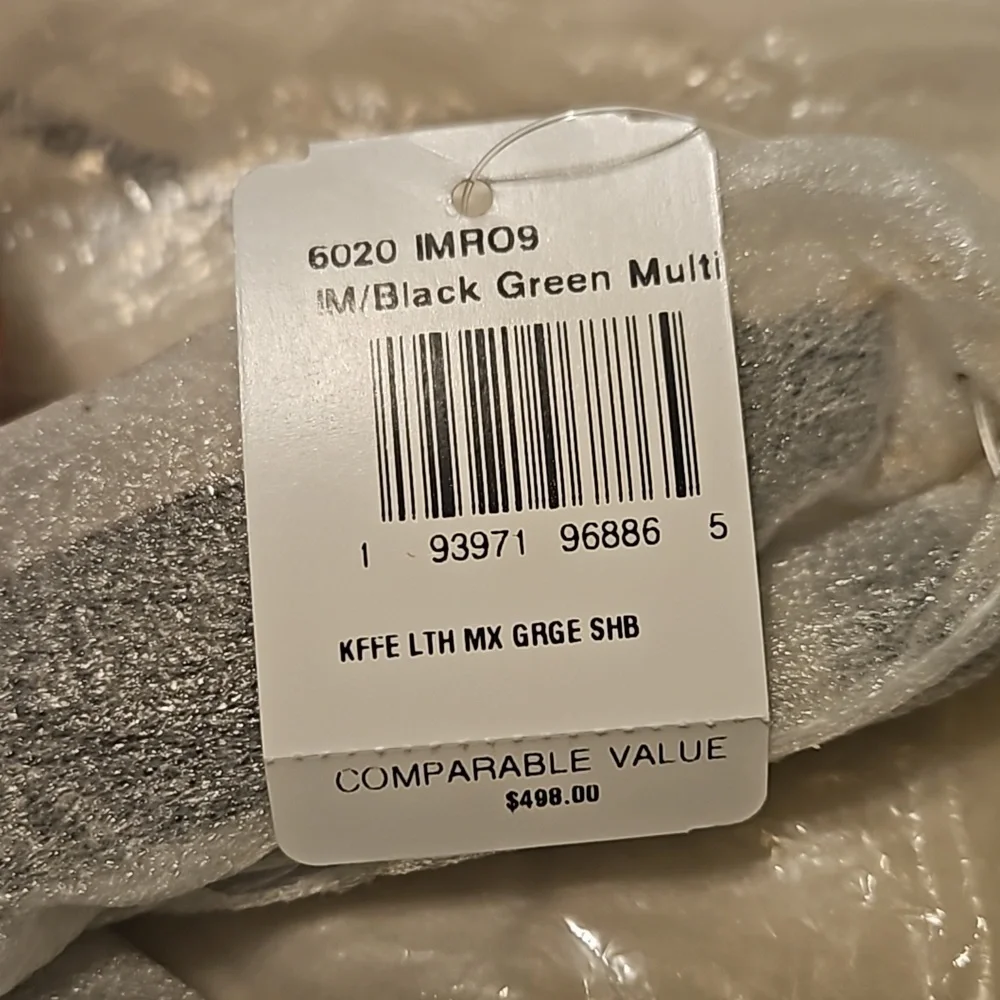 6020 IMRO9
IM/Black Green Multi
1 93971 96886 5
KFFE LTH MX GRGE SHB
COMPARABLE VALUE
$498.00